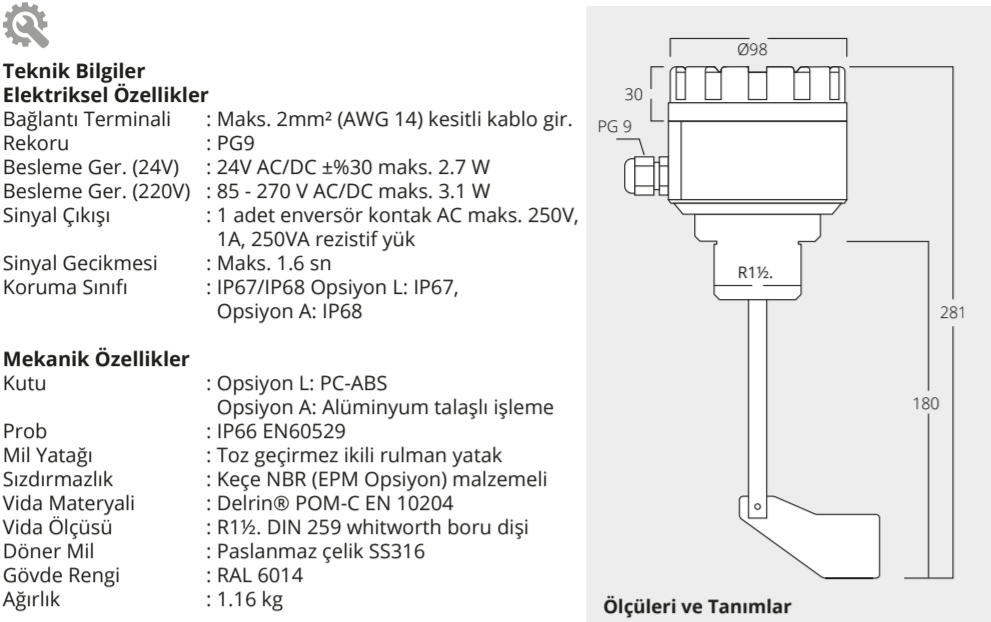 Teknik Bilgiler
Elektriksel Özellikler
Bağlantı Terminali : Maks. 2mm² (AWG 14) kesitli kablo gir.
Rekoru : PG9
Besleme Ger. (24V) : 24V AC/DC ±%30 maks. 2.7 W
Besleme Ger. (220V) : 85 - 270 V AC/DC maks. 3.1 W
Sinyal Çıkışı : 1 adet enversör kontak AC maks. 250V,
1A, 250VA rezistif yük
Sinyal Gecikmesi : Maks. 1.6 sn
Koruma Sınıfı : IP67/IP68 Opsiyon L: IP67,
Opsiyon A: IP68
Mekanik Özellikler
Kutu : Opsiyon L: PC-ABS
Opsiyon A: Alüminyum talaşlı işleme
Prob : IP66 EN60529
Mil Yatağı : Toz geçirmez ikili rulman yatak
Sızdırmazlık : Keçe NBR (EPM Opsiyon) malzemeli
Vida Materyali : Delrin® POM-C EN 10204
Vida Ölçüsü : R1½. DIN 259 whitworth boru dişi
Döner Mil : Paslanmaz çelik SS316
Gövde Rengi : RAL 6014
Ağırlık : 1.16 kg
Ø98
30
PG 9
R1½.
281
180
Ölçüleri ve Tanımlar